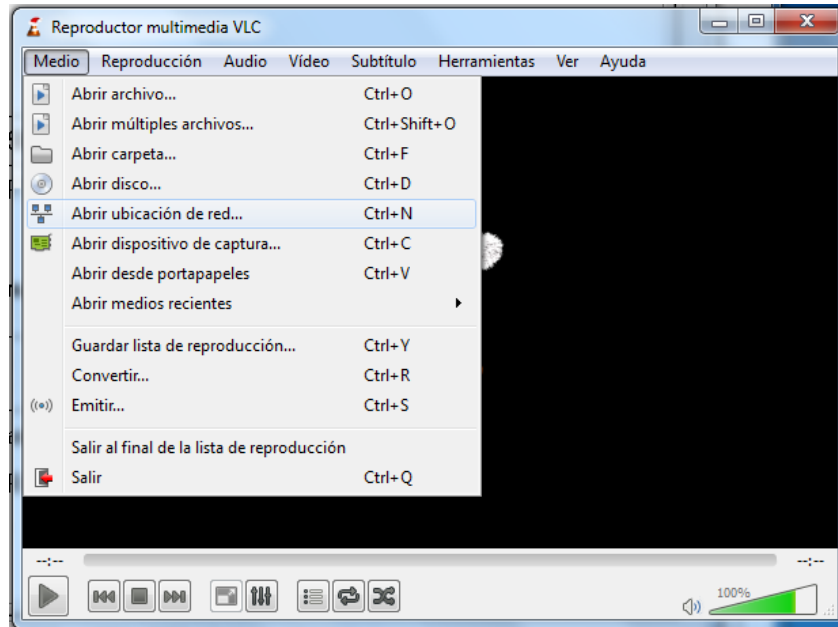 Reproductor multimedia VLC
Medio Reproducción Audio Vídeo Subtítulo Herramientas Ver Ayuda
Abrir archivo... Ctrl+O
Abrir múltiples archivos... Ctrl+Shift+O
Abrir carpeta... Ctrl+F
Abrir disco... Ctrl+D
Abrir ubicación de red... Ctrl+N
Abrir dispositivo de captura... Ctrl+C
Abrir desde portapapeles Ctrl+V
Abrir medios recientes
Guardar lista de reproducción... Ctrl+Y
Convertir... Ctrl+R
Emitir... Ctrl+S
Salir al final de la lista de reproducción
Salir Ctrl+Q
--:-- --:--
100%